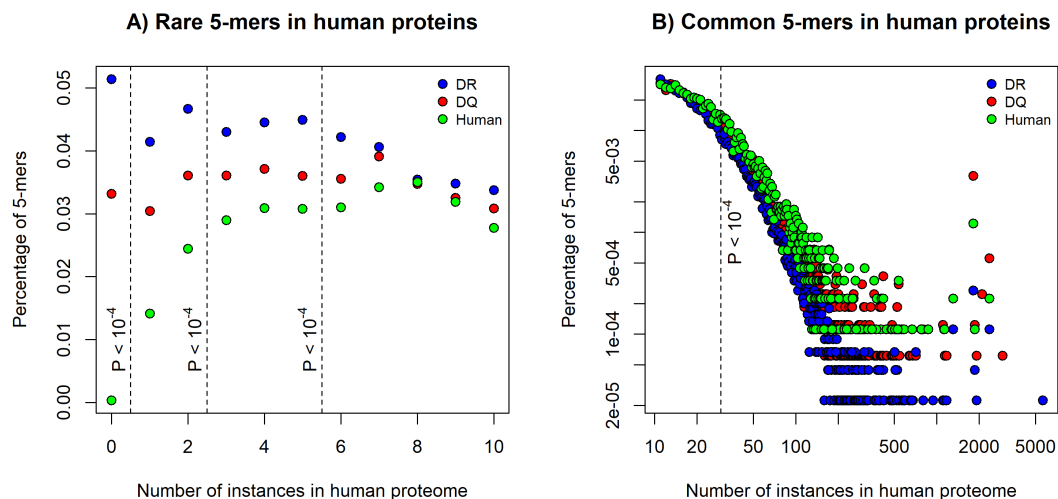 A) Rare 5-mers in human proteins
Percentage of 5-mers
0.05
0.04
0.03
0.02
0.01
0.00
DR
DQ
Human
P < 10^-4
P < 10^-4
P < 10^-4
0 2 4 6 8 10
Number of instances in human proteome
B) Common 5-mers in human proteins
Percentage of 5-mers
5e-03
5e-04
1e-04
2e-05
DR
DQ
Human
P < 10^-4
10 50 100 500 2000 5000
Number of instances in human proteome